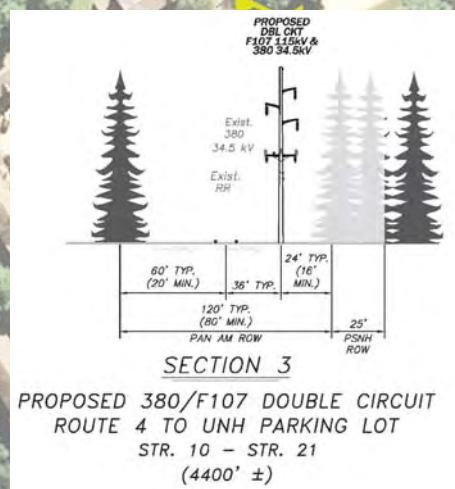 PROPOSED
DBL CKT
F107 115kV &
380 34.5kV
Exist.
380
34.5 kV
Exist.
RR
60' TYP.
(20' MIN.)
36' TYP.
24' TYP.
(16'
MIN.)
120' TYP.
(80' MIN.)
PAN AM ROW
25'
PSNH
ROW
SECTION 3
PROPOSED 380/F107 DOUBLE CIRCUIT
ROUTE 4 TO UNH PARKING LOT
STR. 10 – STR. 21
(4400' ±)